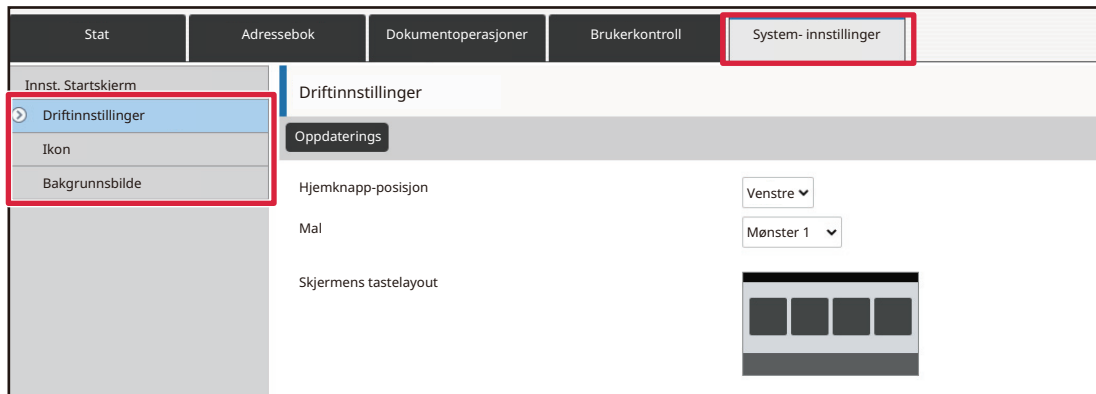 Stat
Adressebok
Dokumentoperasjoner
Brukerkontroll
System- innstillinger
Innst. Startskjerm
Driftinnstillinger
Ikon
Bakgrunnsbilde
Driftinnstillinger
Oppdaterings
Hjemknapp-posisjon
Venstre
Mal
Mønster 1
Skjermens tastelayout